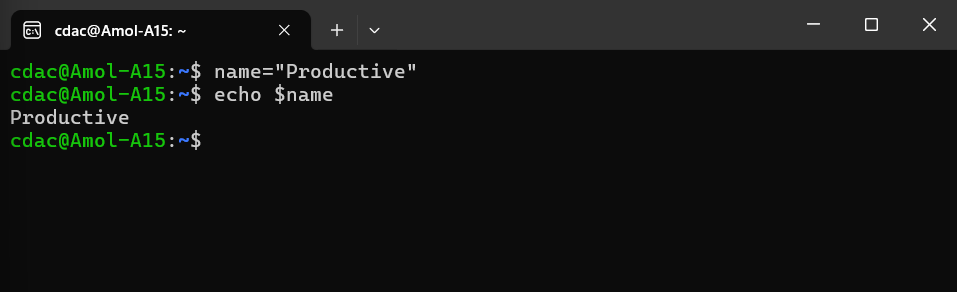 cdac@Amol-A15: ~
cdac@Amol-A15:~$ name="Productive"
cdac@Amol-A15:~$ echo $name
Productive
cdac@Amol-A15:~$